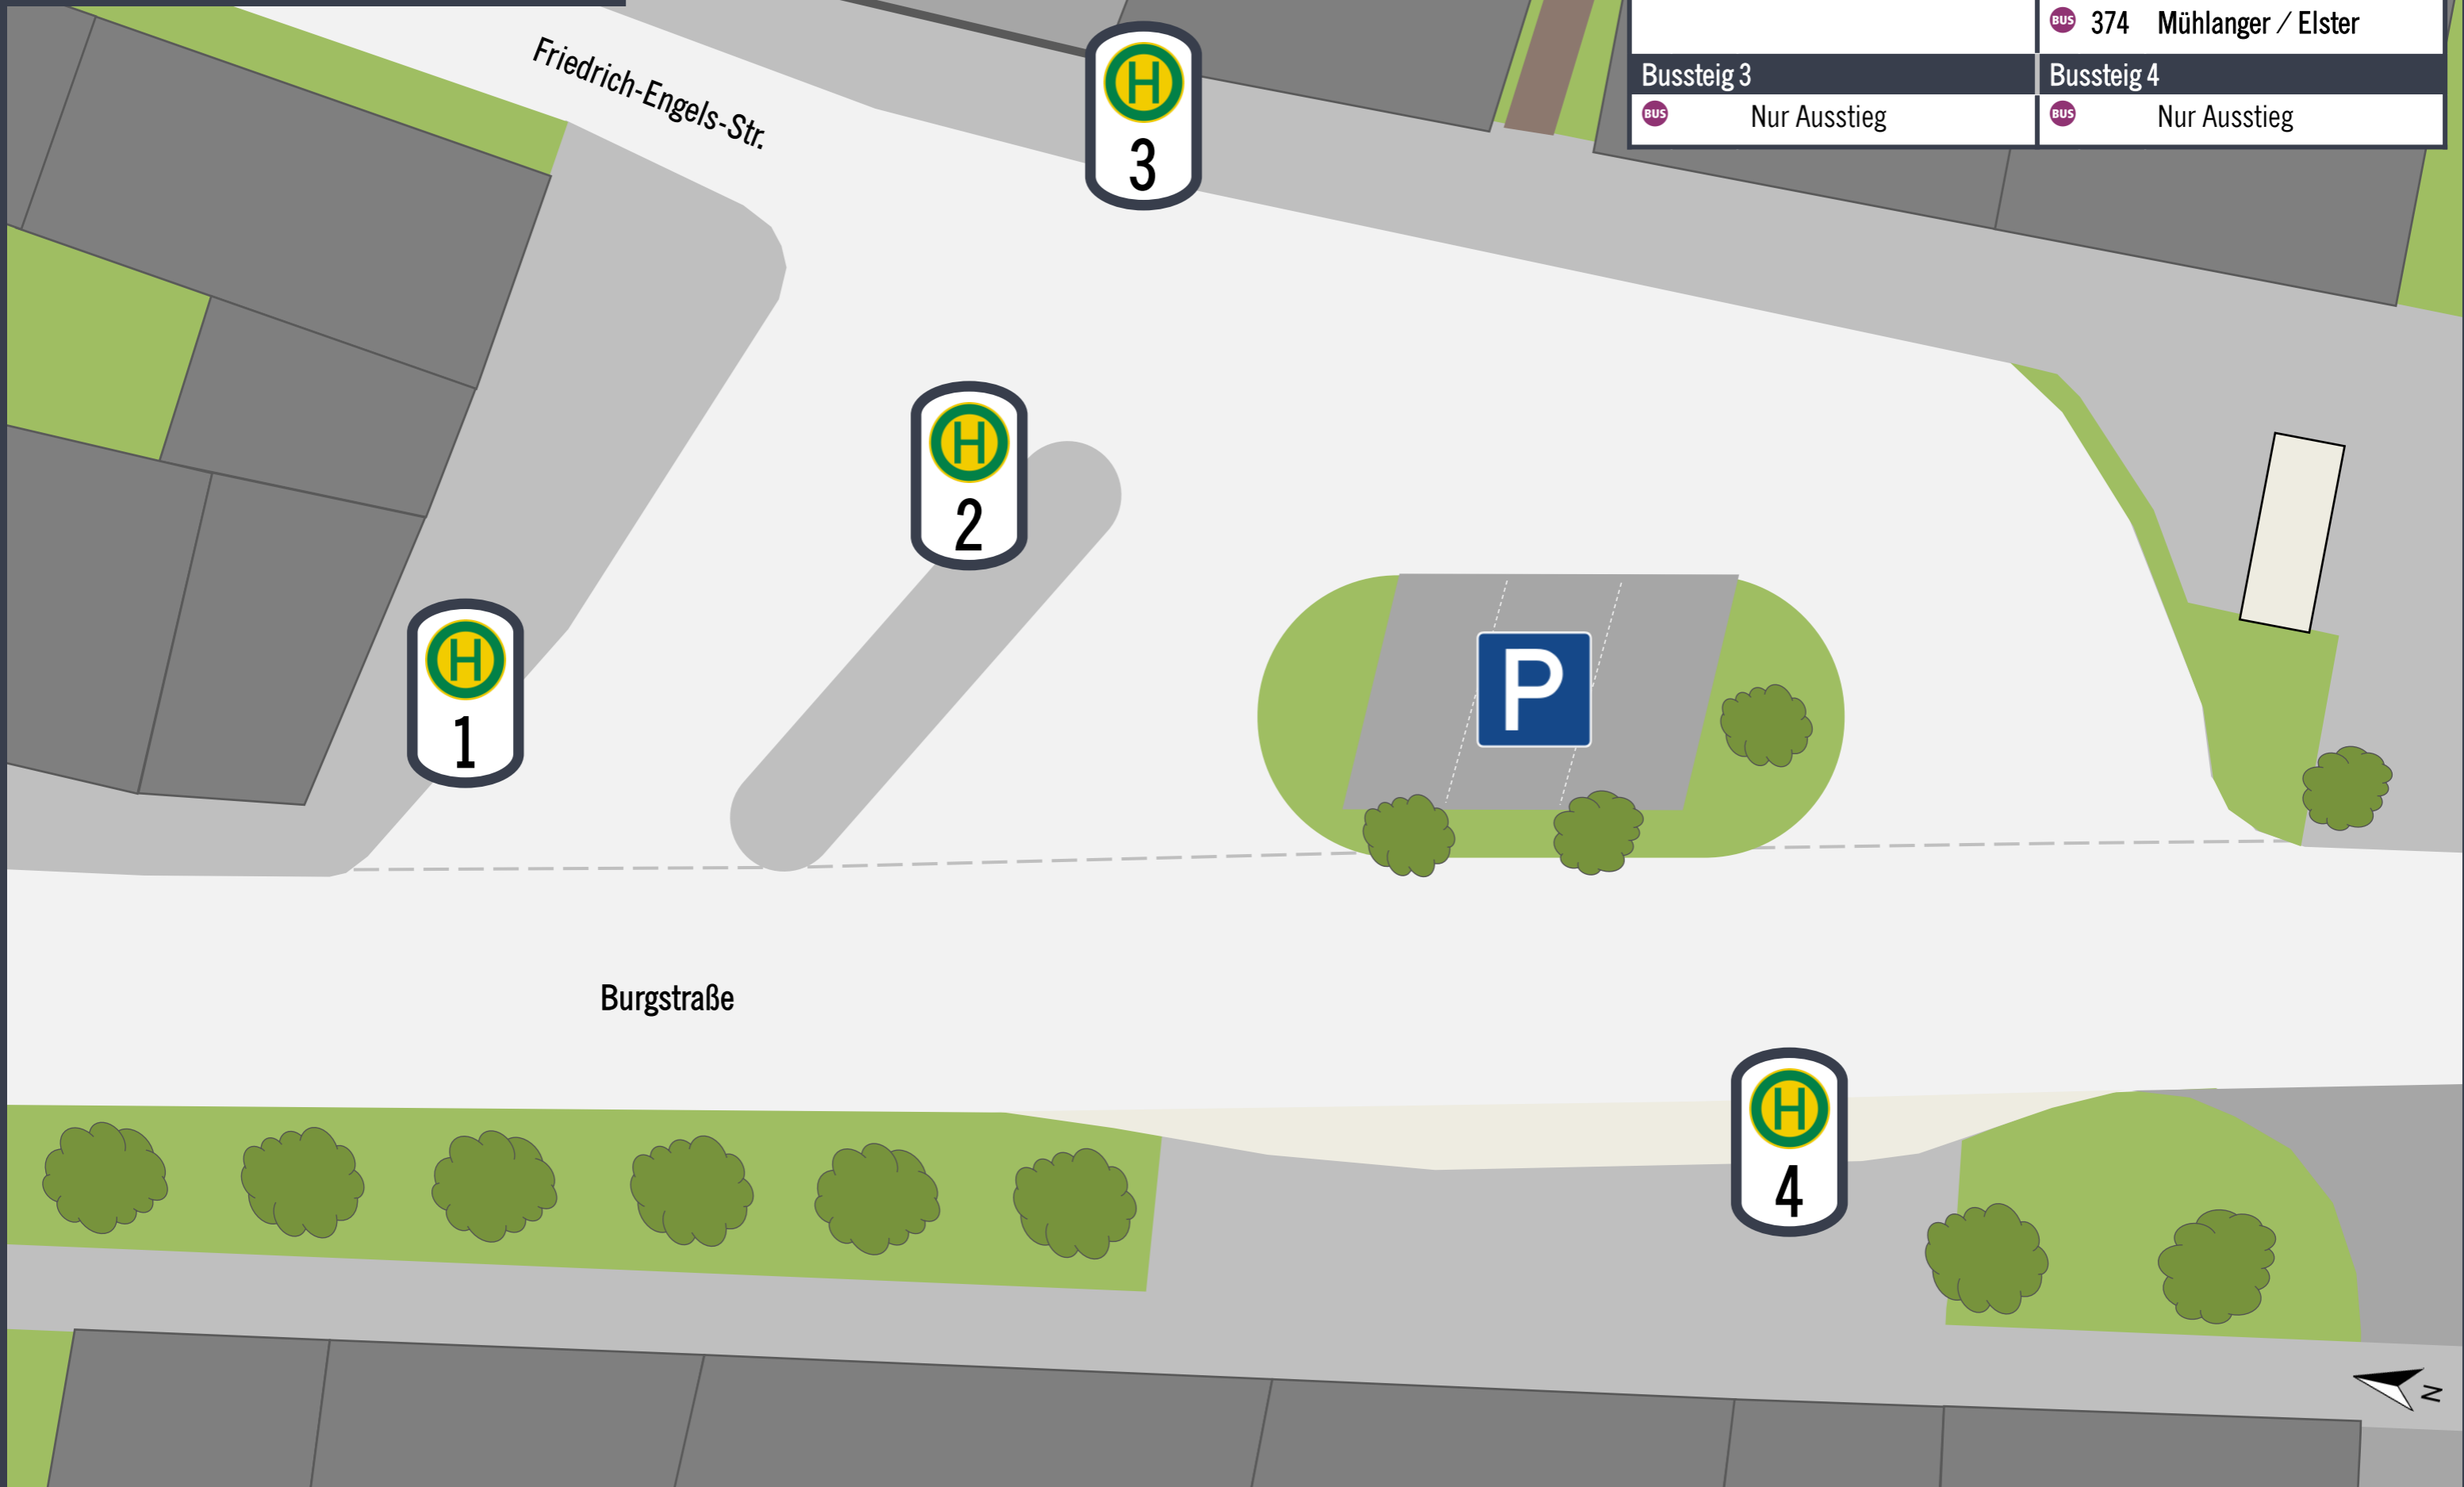 BUS 374 Mühlanger / Elster
Bussteig 3 Bussteig 4
BUS Nur Ausstieg BUS Nur Ausstieg
Friedrich-Engels-Str.
H
3
H
2
H
1
P
Burgstraße
H
4
N